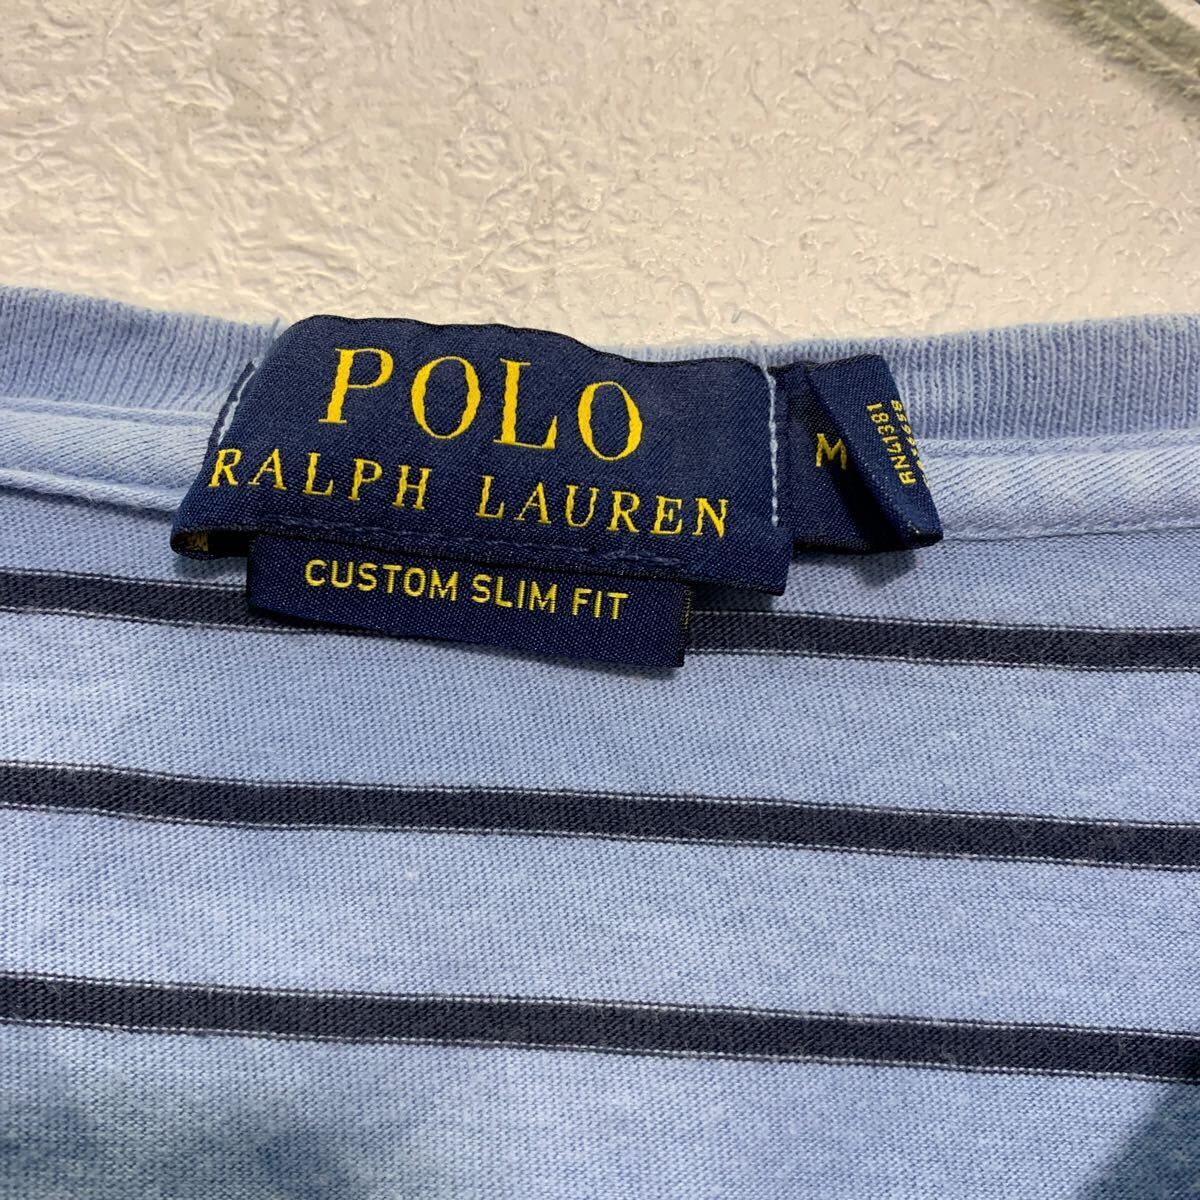 POLO
RALPH LAUREN
CUSTOM SLIM FIT
M
RN41381